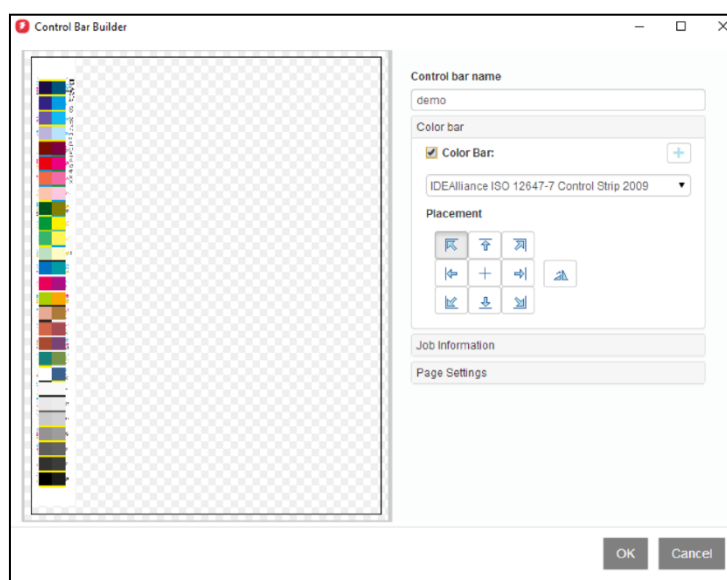 Control Bar Builder
Control bar name
demo
Color bar
Color Bar:
IDEAlliance ISO 12647-7 Control Strip 2009
Placement
Job Information
Page Settings
OK
Cancel